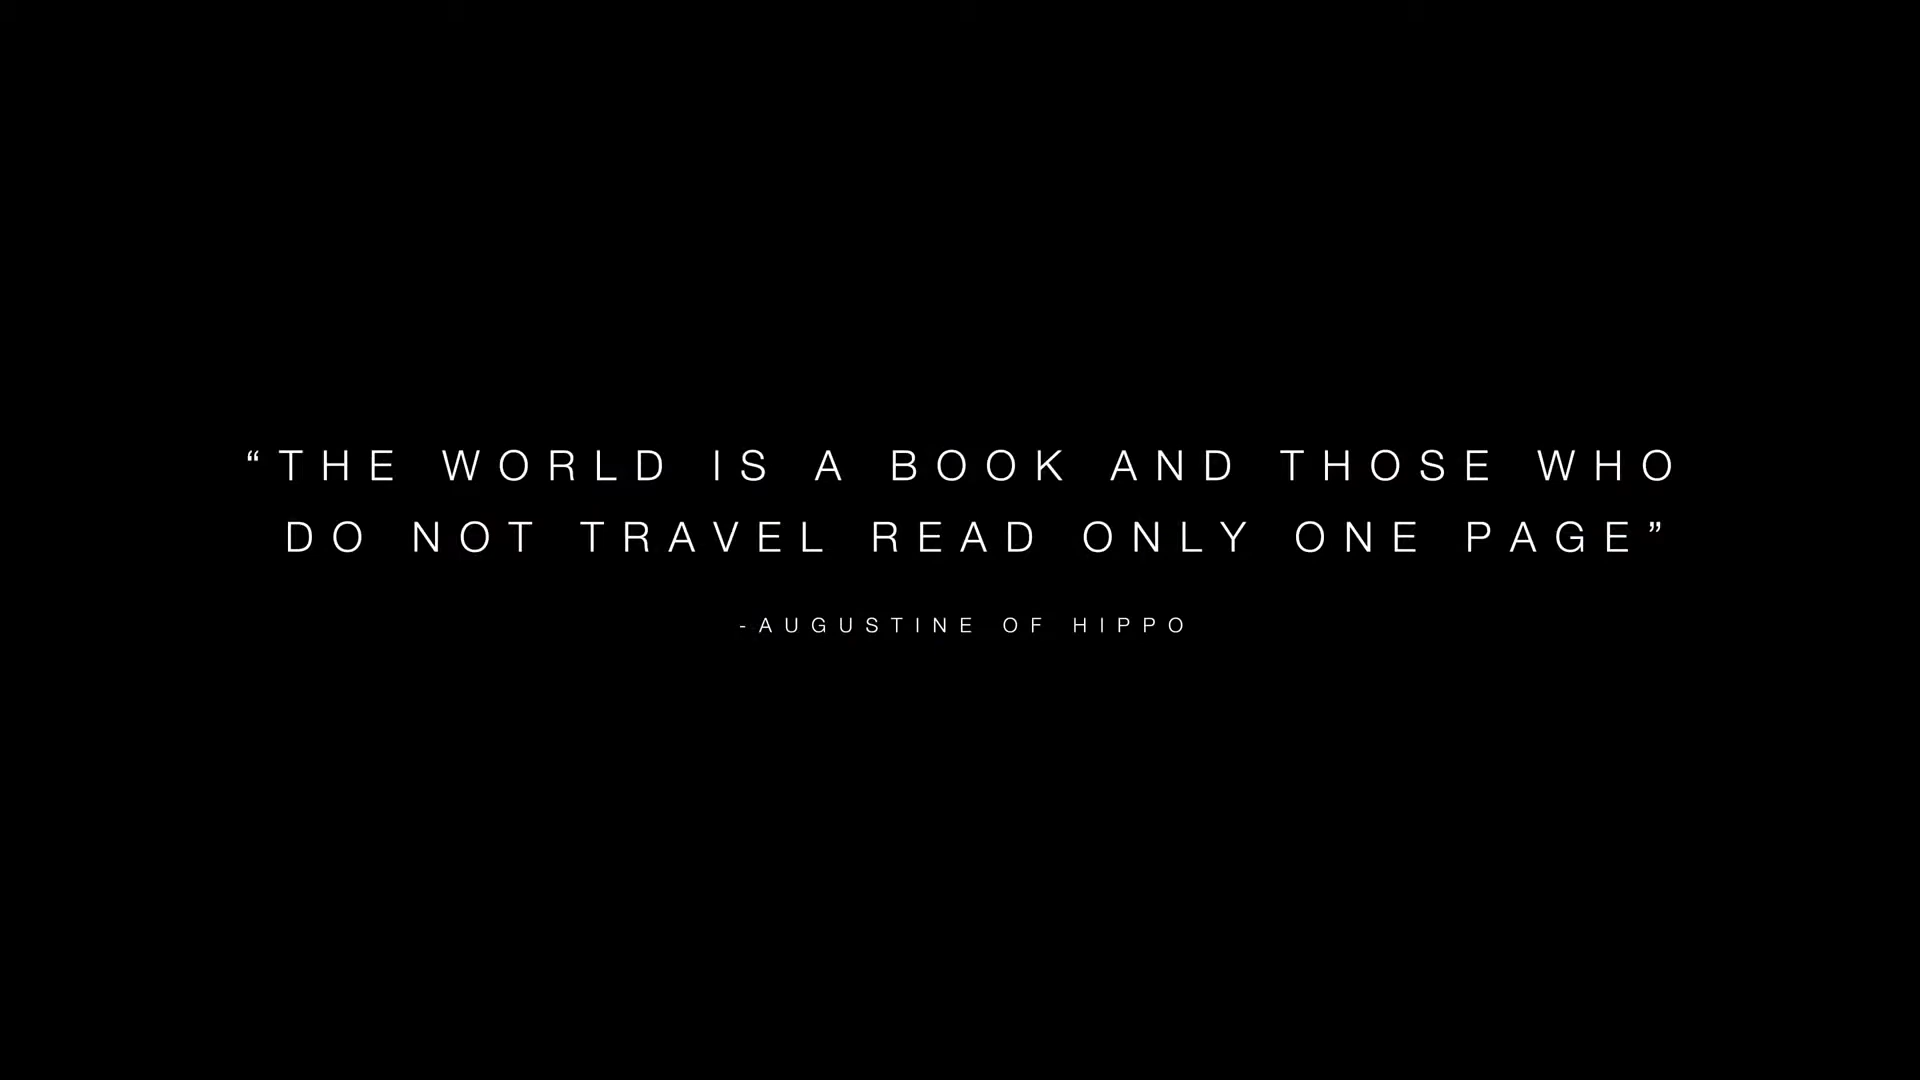 “THE WORLD IS A BOOK AND THOSE WHO
DO NOT TRAVEL READ ONLY ONE PAGE”
-AUGUSTINE OF HIPPO